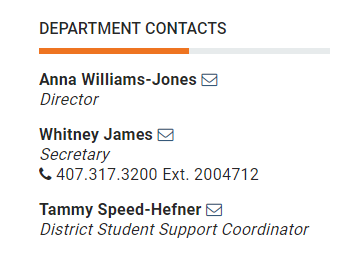 DEPARTMENT CONTACTS
Anna Williams-Jones
Director
Whitney James
Secretary
407.317.3200 Ext. 2004712
Tammy Speed-Hefner
District Student Support Coordinator